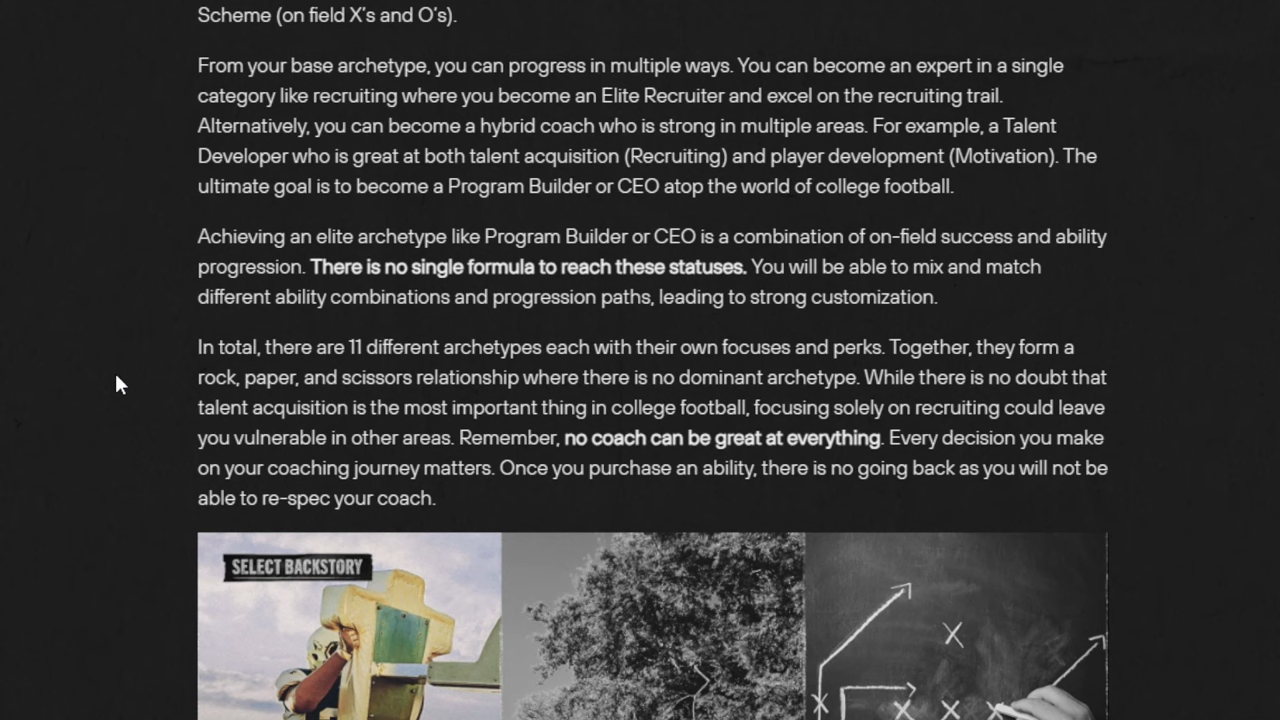 Scheme (on field X's and O's).
From your base archetype, you can progress in multiple ways. You can become an expert in a single
category like recruiting where you become an Elite Recruiter and excel on the recruiting trail.
Alternatively, you can become a hybrid coach who is strong in multiple areas. For example, a Talent
Developer who is great at both talent acquisition (Recruiting) and player development (Motivation). The
ultimate goal is to become a Program Builder or CEO atop the world of college football.
Achieving an elite archetype like Program Builder or CEO is a combination of on-field success and ability
progression. There is no single formula to reach these statuses. You will be able to mix and match
different ability combinations and progression paths, leading to strong customization.
In total, there are 11 different archetypes each with their own focuses and perks. Together, they form a
rock, paper, and scissors relationship where there is no dominant archetype. While there is no doubt that
talent acquisition is the most important thing in college football, focusing solely on recruiting could leave
you vulnerable in other areas. Remember, no coach can be great at everything. Every decision you make
on your coaching journey matters. Once you purchase an ability, there is no going back as you will not be
able to re-spec your coach.
SELECT BACKSTORY